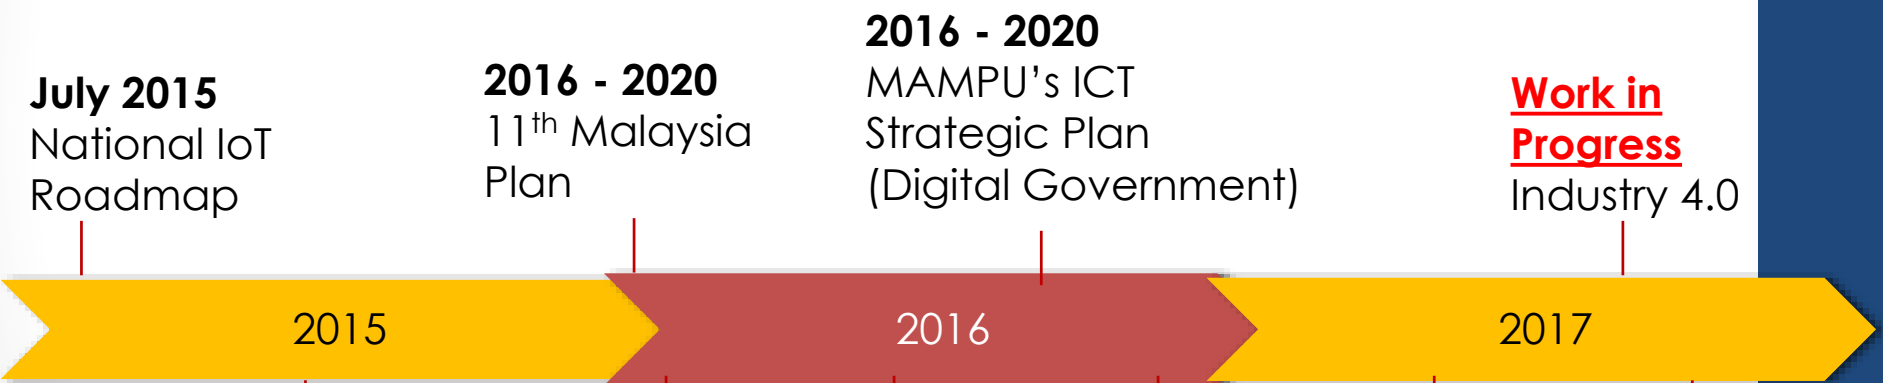 July 2015
National IoT
Roadmap
2016 - 2020
11th Malaysia
Plan
2016 - 2020
MAMPU’s ICT
Strategic Plan
(Digital Government)
Work in
Progress
Industry 4.0
2015
2016
2017